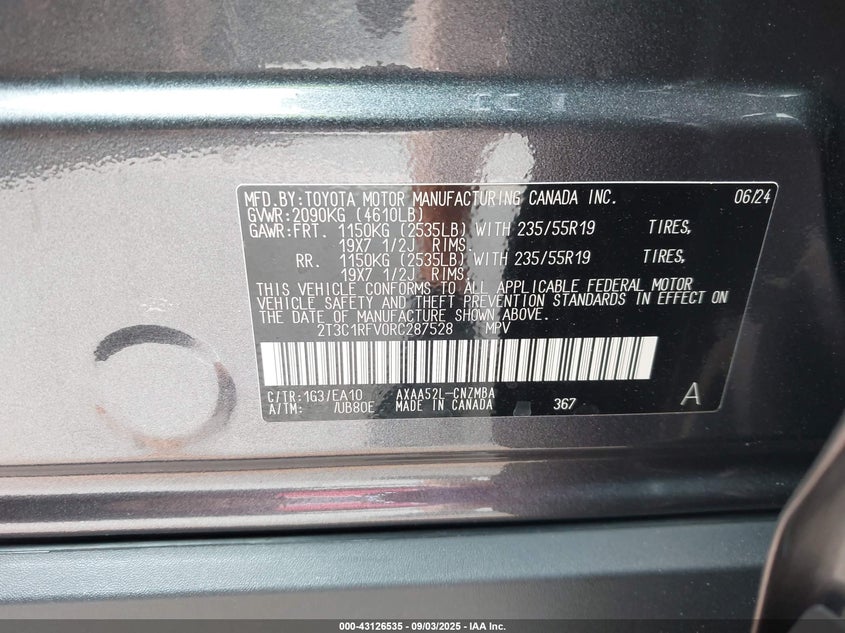 MFD.BY:TOYOTA MOTOR MANUFACTURING CANADA INC. 06/24
GVWR:2090KG (4610LB)
GAWR:FRT. 1150KG (2535LB) WITH 235/55R19 TIRES,
19X7 1/2J RIMS.
RR. 1150KG (2535LB) WITH 235/55R19 TIRES,
19X7 1/2J RIMS.
THIS VEHICLE CONFORMS TO ALL APPLICABLE FEDERAL MOTOR
VEHICLE SAFETY AND THEFT PREVENTION STANDARDS IN EFFECT ON
THE DATE OF MANUFACTURE SHOWN ABOVE.
2T3C1RFV0RC287528 MPV
C/TR:1G3/EA10 AXAA52L-CNZMBA
A/TM: /UB80E MADE IN CANADA 367 A
000-43126535 - 09/03/2025 - IAA Inc.